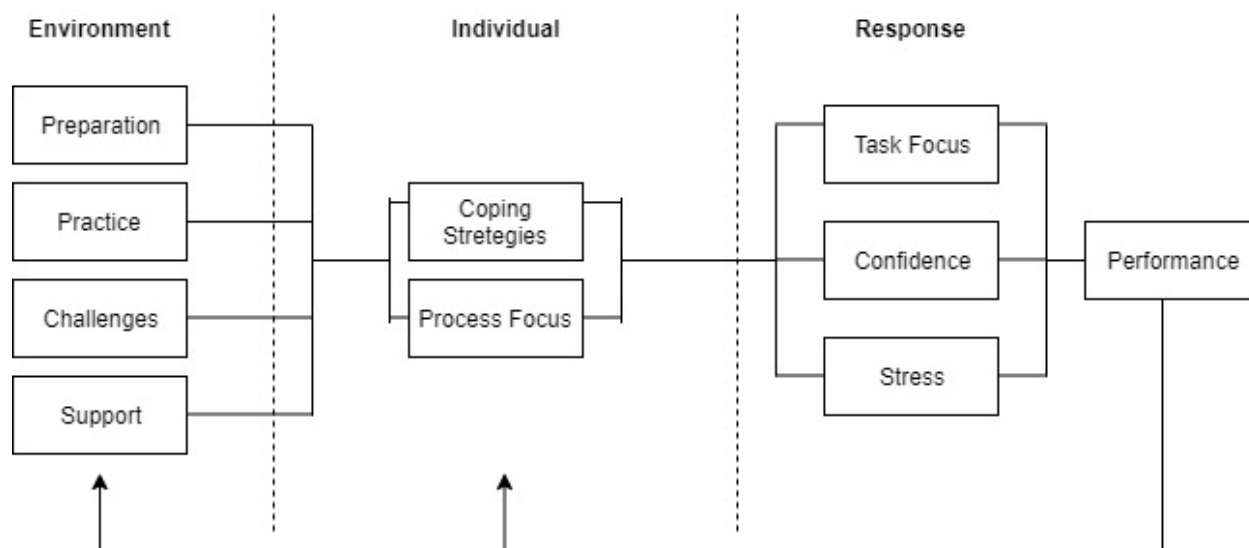 Environment
Individual
Response
Preparation
Practice
Challenges
Support
Coping
Stretegies
Process Focus
Task Focus
Confidence
Stress
Performance